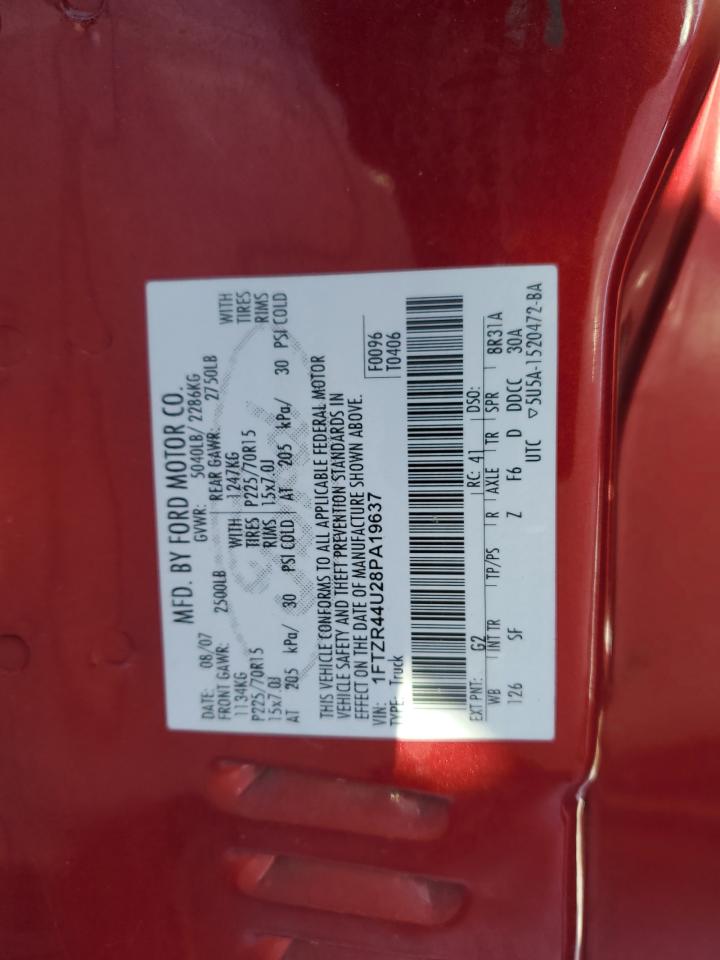 MFD. BY FORD MOTOR CO.
DATE: 08/07 GVWR: 5040LB/ 2286KG
FRONT GAWR: 2500LB REAR GAWR: 2750LB
1134KG WITH 1247KG WITH
P225/70R15 TIRES P225/70R15 TIRES
15x7.0J RIMS 15x7.0J RIMS
AT 205 kPa/ 30 PSI COLD AT 205 kPa/ 30 PSI COLD
THIS VEHICLE CONFORMS TO ALL APPLICABLE FEDERAL MOTOR
VEHICLE SAFETY AND THEFT PREVENTION STANDARDS IN
EFFECT ON THE DATE OF MANUFACTURE SHOWN ABOVE.
VIN: 1FTZR44U28PA19637 F0096
TYPE: Truck T0406
EXT PNT: G2 RC: 41 DSO:
WB INT TR TP/PS R AXLE TR SPR 8R31A
126 SF Z F6 D DDCC 30A
UTC ▽5U5A-1520472-BA